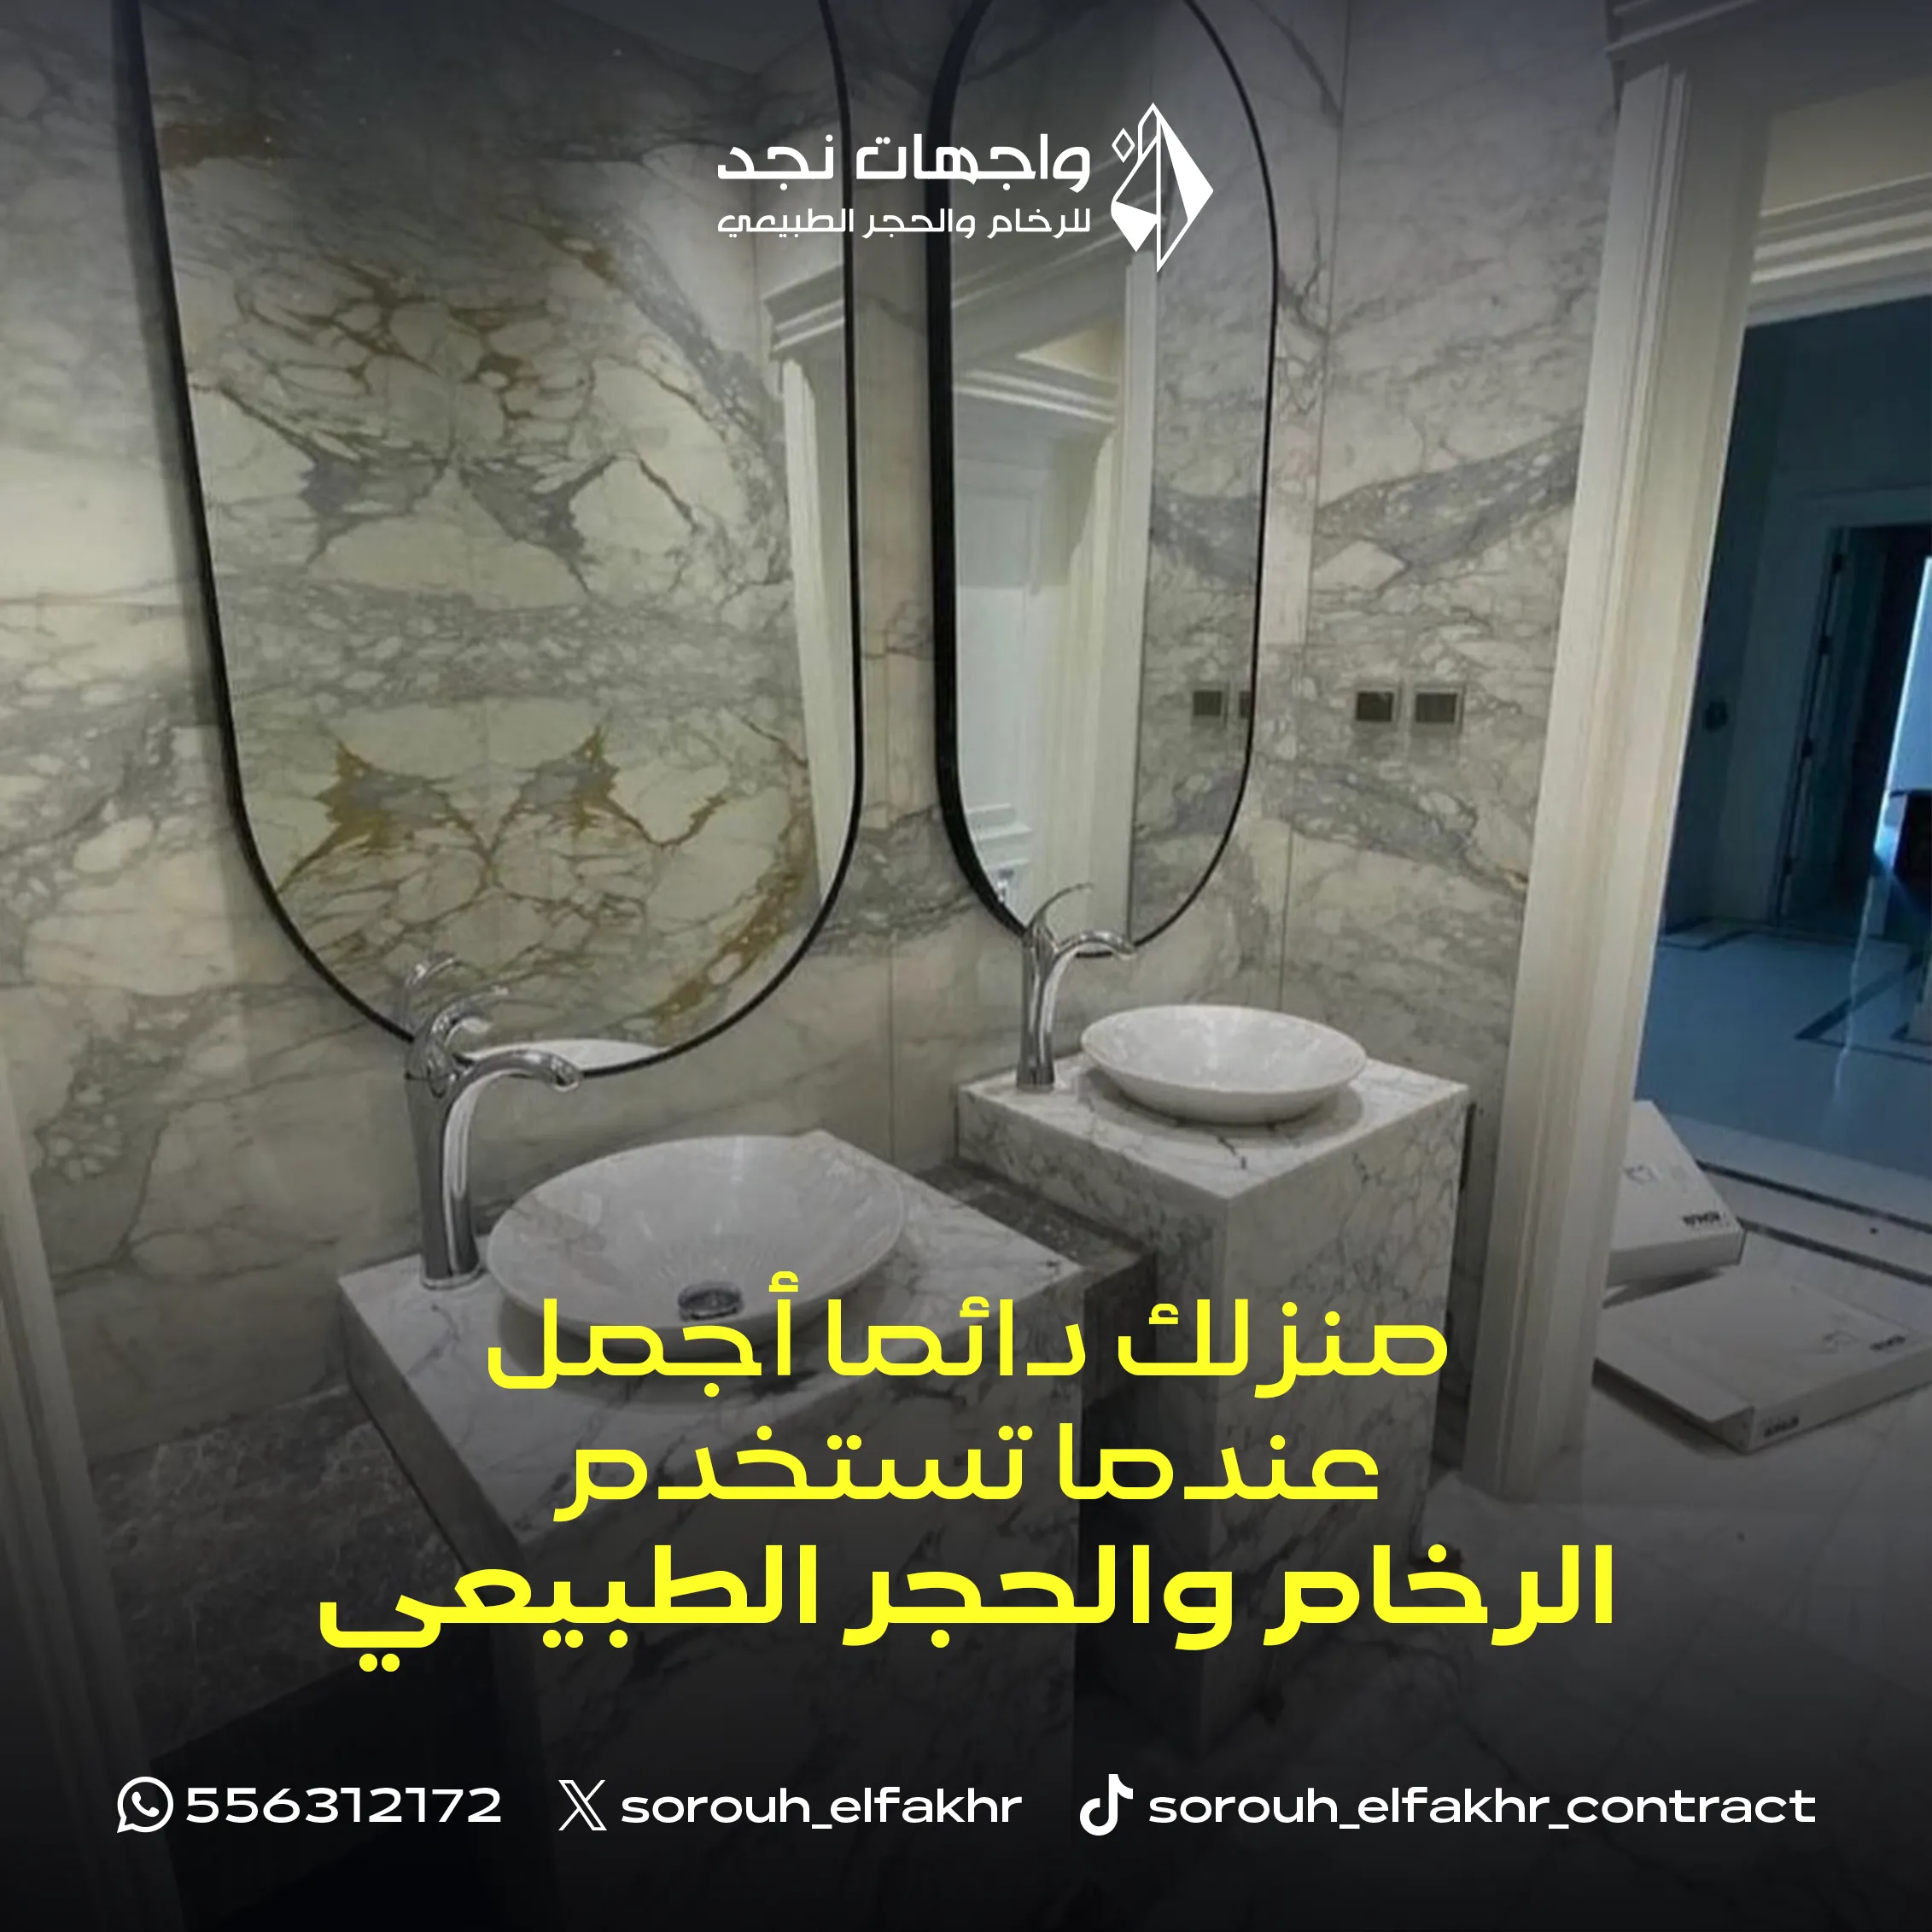 واجهات نجد
للرخام والحجر الطبيعي
منزلك دائما أجمل
عندما تستخدم
الرخام والحجر الطبيعي
556312172 sorouh_elfakhr sorouh_elfakhr_contract